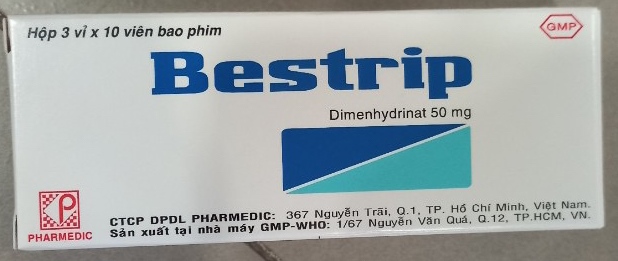 Hộp 3 vỉ x 10 viên bao phim
GMP
Bestrip
Dimenhydrinat 50 mg
PHARMEDIC
CTCP DPDL PHARMEDIC: 367 Nguyễn Trãi, Q.1, TP. Hồ Chí Minh, Việt Nam.
Sản xuất tại nhà máy GMP-WHO: 1/67 Nguyễn Văn Quá, Q.12, TP.HCM, VN.